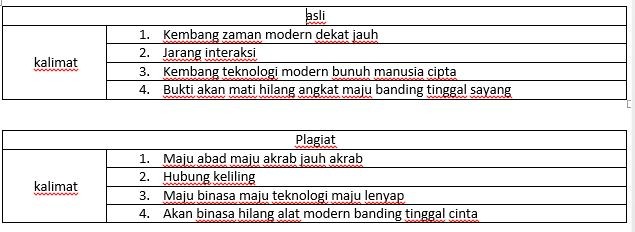 asli
kalimat
1. Kembang zaman modern dekat jauh
2. Jarang interaksi
3. Kembang teknologi modern bunuh manusia cipta
4. Bukti akan mati hilang angkat maju banding tinggal sayang
Plagiat
kalimat
1. Maju abad maju akrab jauh akrab
2. Hubung keliling
3. Maju binasa maju teknologi maju lenyap
4. Akan binasa hilang alat modern banding tinggal cinta